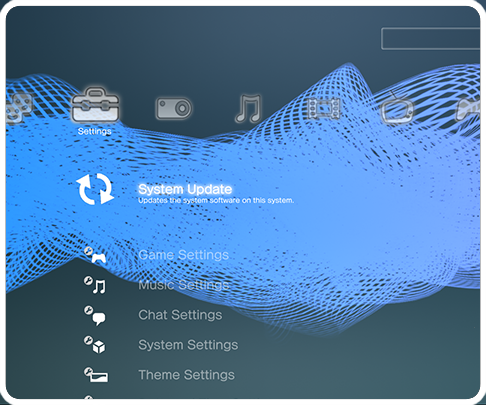 Settings
System Update
Updates the system software on this system.
Game Settings
Music Settings
Chat Settings
System Settings
Theme Settings